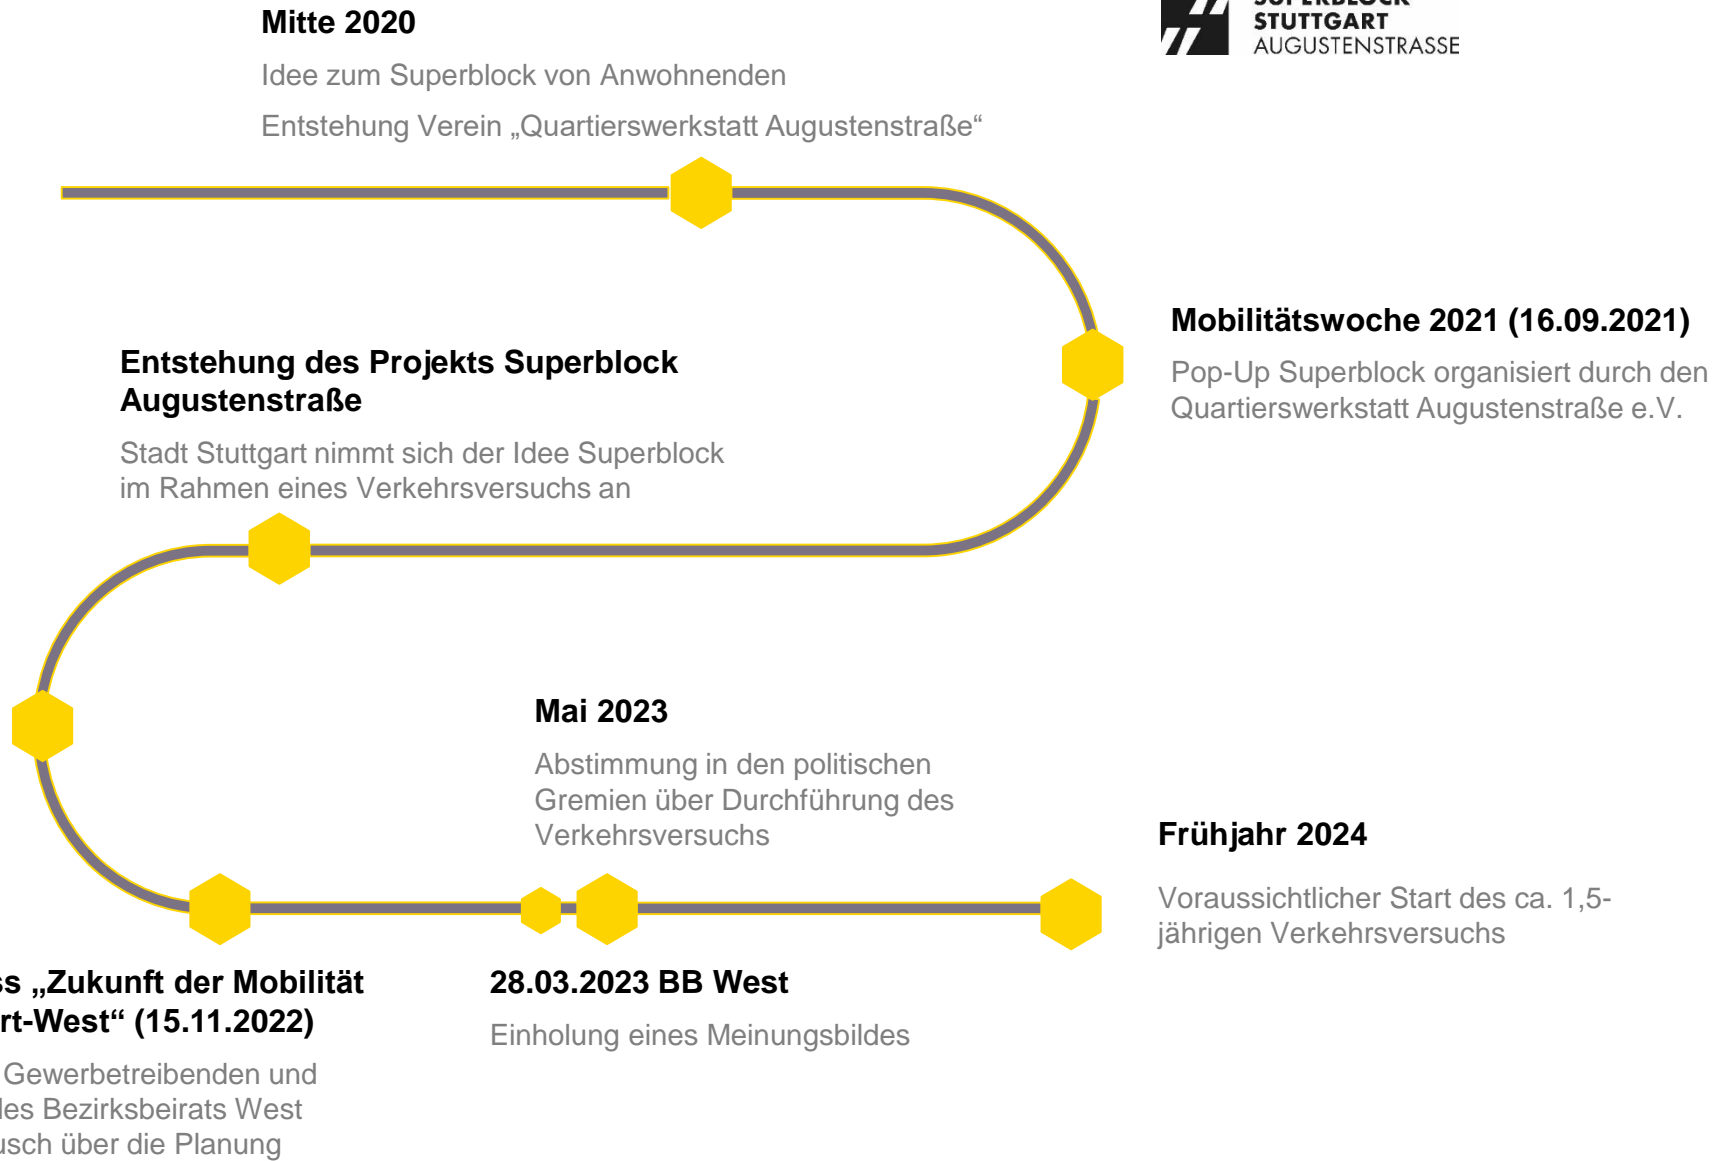 Mitte 2020
Idee zum Superblock von Anwohnenden
Entstehung Verein „Quartierswerkstatt Augustenstraße“
SUPERBLOCK
STUTTGART
AUGUSTENSTRASSE
Mobilitätswoche 2021 (16.09.2021)
Pop-Up Superblock organisiert durch den
Quartierswerkstatt Augustenstraße e.V.
Entstehung des Projekts Superblock
Augustenstraße
Stadt Stuttgart nimmt sich der Idee Superblock
im Rahmen eines Verkehrsversuchs an
Mai 2023
Abstimmung in den politischen
Gremien über Durchführung des
Verkehrsversuchs
Frühjahr 2024
Voraussichtlicher Start des ca. 1,5-
jährigen Verkehrsversuchs
„Zukunft der Mobilität
rt-West“ (15.11.2022)
Gewerbetreibenden und
des Bezirksbeirats West
usch über die Planung
28.03.2023 BB West
Einholung eines Meinungsbildes